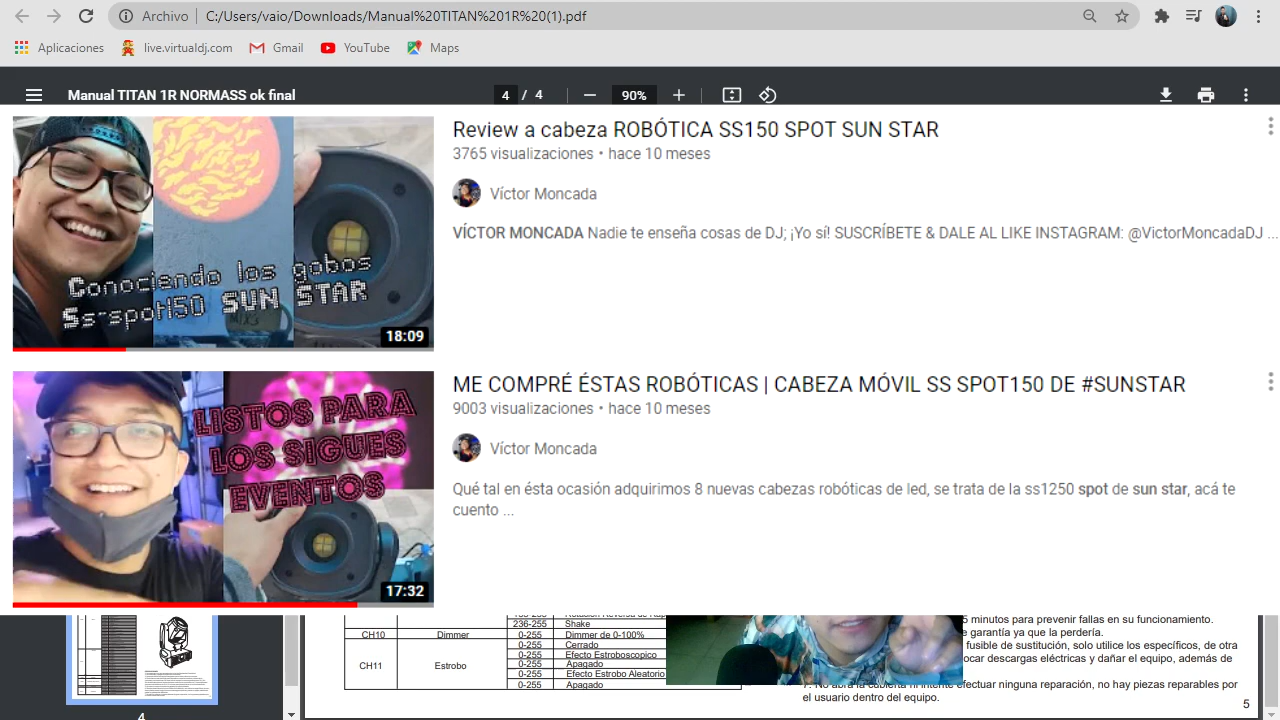 Archivo
C:/Users/vaio/Downloads/Manual%20TITAN%201R%20(1).pdf
Aplicaciones
live.virtualdj.com
Gmail
YouTube
Maps
Manual TITAN 1R NORMASS ok final
4 / 4
90%
Conociendo los gobos
Ss-spot150 SUN STAR
18:09
Review a cabeza ROBÓTICA SS150 SPOT SUN STAR
3765 visualizaciones • hace 10 meses
Víctor Moncada
VÍCTOR MONCADA Nadie te enseña cosas de DJ; ¡Yo sí! SUSCRÍBETE & DALE AL LIKE INSTAGRAM: @VictorMoncadaDJ ...
LISTOS PARA
LOS SIGUES
EVENTOS
17:32
ME COMPRÉ ÉSTAS ROBÓTICAS | CABEZA MÓVIL SS SPOT150 DE #SUNSTAR
9003 visualizaciones • hace 10 meses
Víctor Moncada
Qué tal en ésta ocasión adquirimos 8 nuevas cabezas robóticas de led, se trata de la ss1250 spot de sun star, acá te
cuento ...
236-255 Shake
CH10 Dimmer 0-255 Dimmer de 0-100%
0-255 Cerrado
0-255 Efecto Estroboscopico
CH11 Estrobo 0-255 Apagado
0-255 Efecto Estrobo Aleatorio
0-255 Apagado
5 minutos para prevenir fallas en su funcionamiento.
garantía ya que la perdería.
fusible de sustitución, solo utilice los específicos, de otra
descargas eléctricas y dañar el equipo, además de
efectuar ninguna reparación, no hay piezas reparables por
el usuario dentro del equipo.
4
5